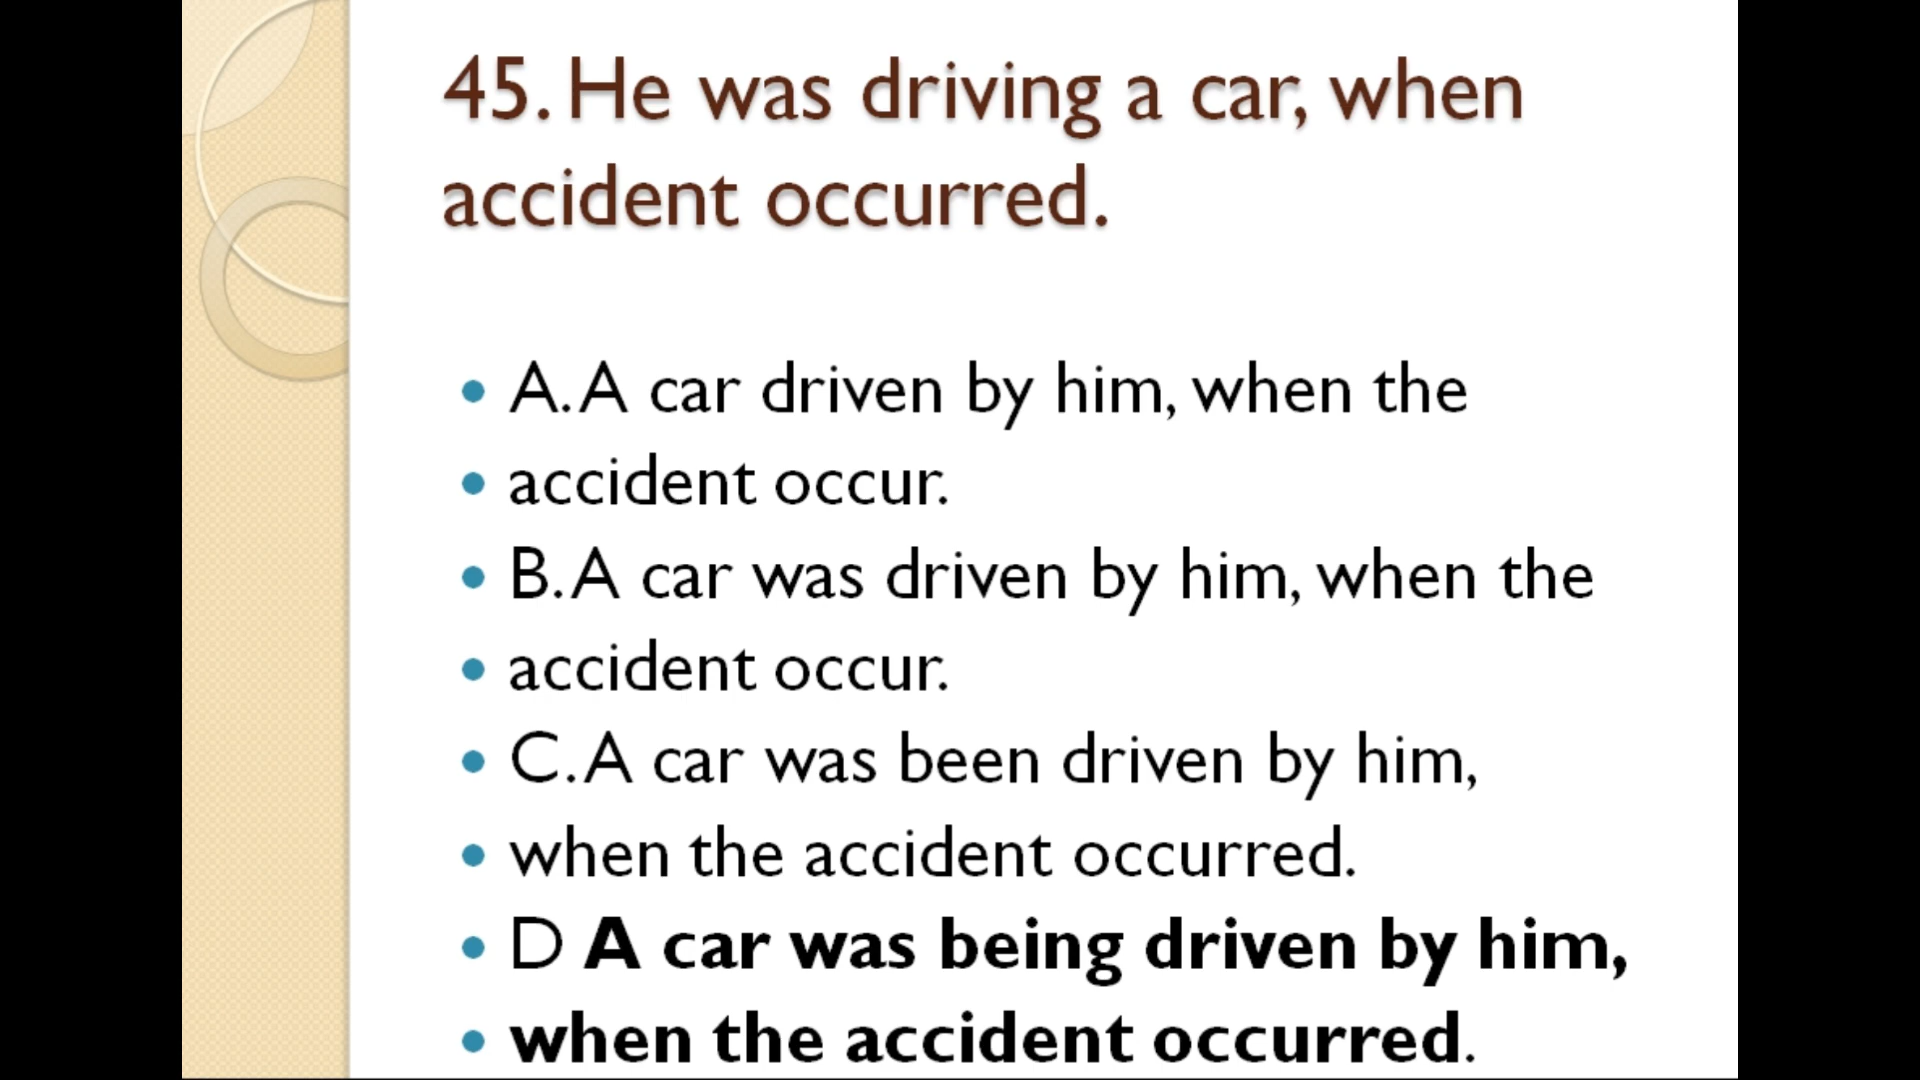 45. He was driving a car, when
accident occurred.
• A. A car driven by him, when the
• accident occur.
• B. A car was driven by him, when the
• accident occur.
• C. A car was been driven by him,
• when the accident occurred.
• D A car was being driven by him,
• when the accident occurred.